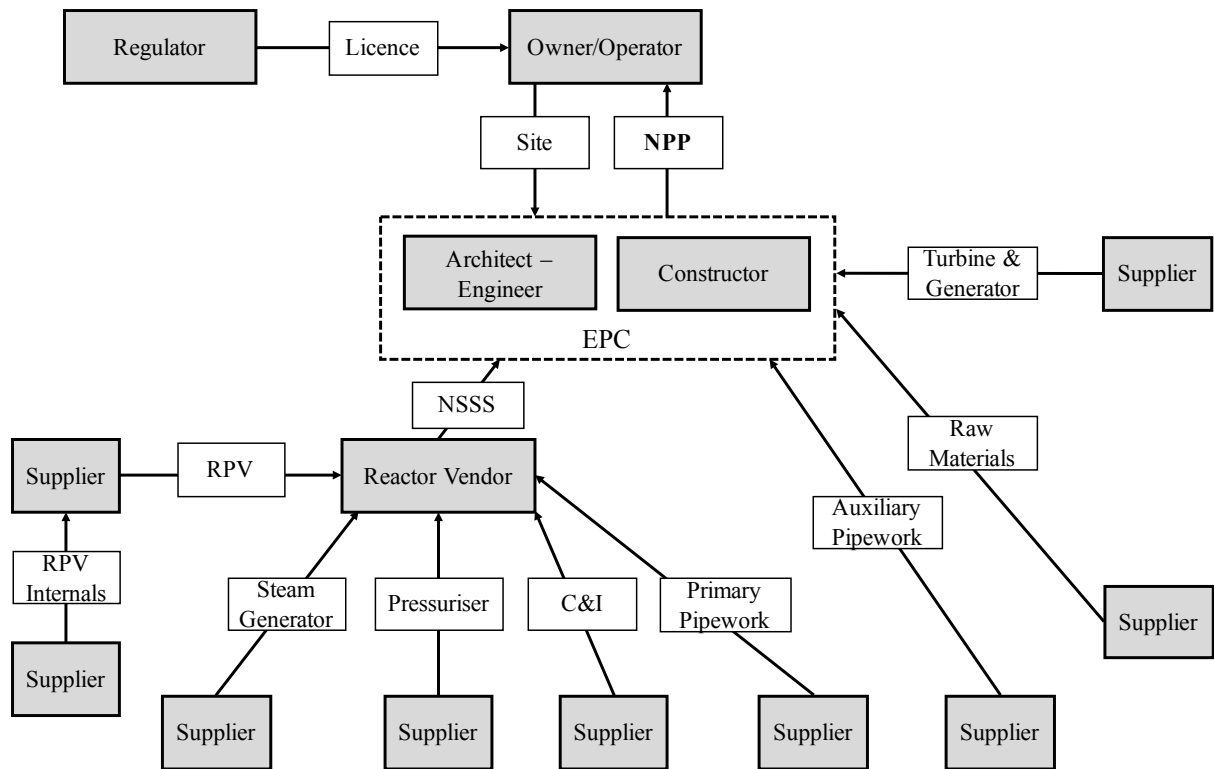 Regulator
Licence
Owner/Operator
Site
NPP
Architect –
Engineer
Constructor
EPC
Turbine &
Generator
Supplier
NSSS
Supplier
RPV
Reactor Vendor
Raw
Materials
Auxiliary
Pipework
RPV
Internals
Steam
Generator
Pressuriser
C&I
Primary
Pipework
Supplier
Supplier
Supplier
Supplier
Supplier
Supplier
Supplier